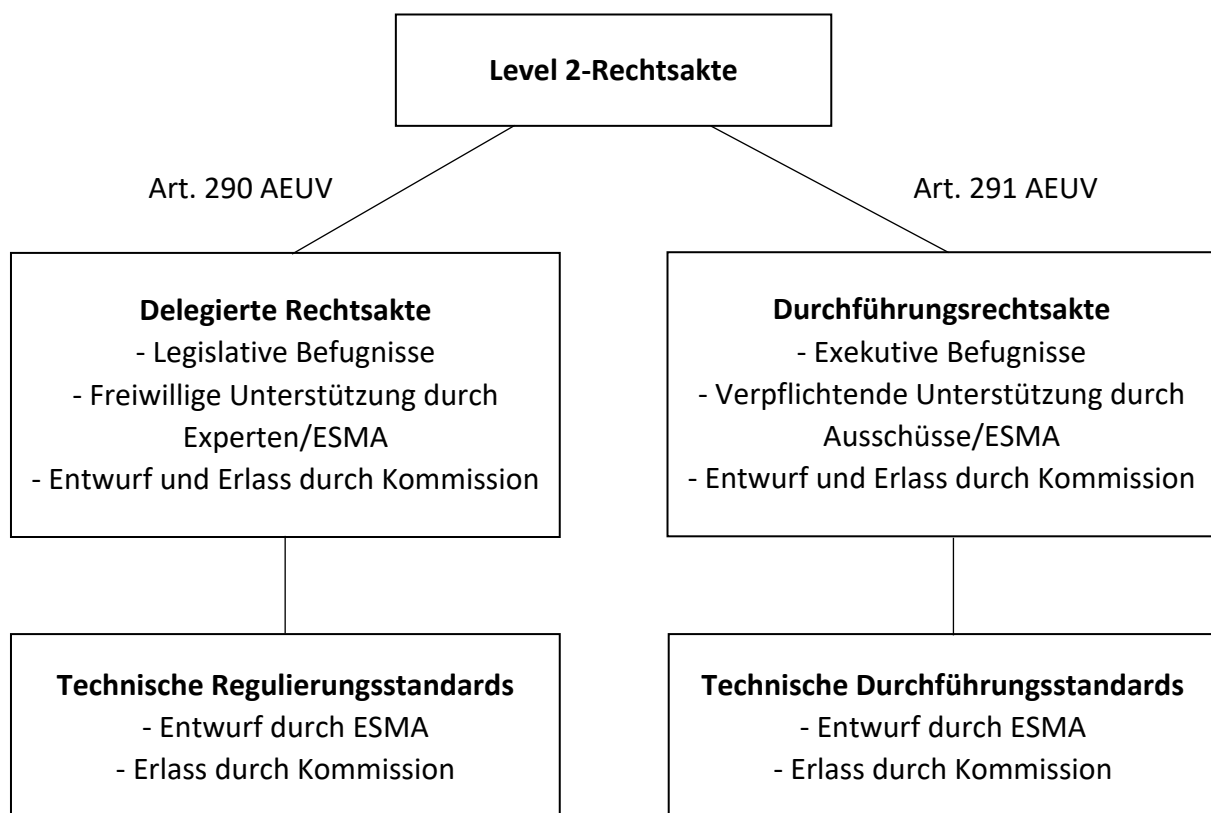 Level 2-Rechtsakte
Art. 290 AEUV
Art. 291 AEUV
Delegierte Rechtsakte
- Legislative Befugnisse
- Freiwillige Unterstützung durch
Experten/ESMA
- Entwurf und Erlass durch Kommission
Durchführungsrechtsakte
- Exekutive Befugnisse
- Verpflichtende Unterstützung durch
Ausschüsse/ESMA
- Entwurf und Erlass durch Kommission
Technische Regulierungsstandards
- Entwurf durch ESMA
- Erlass durch Kommission
Technische Durchführungsstandards
- Entwurf durch ESMA
- Erlass durch Kommission